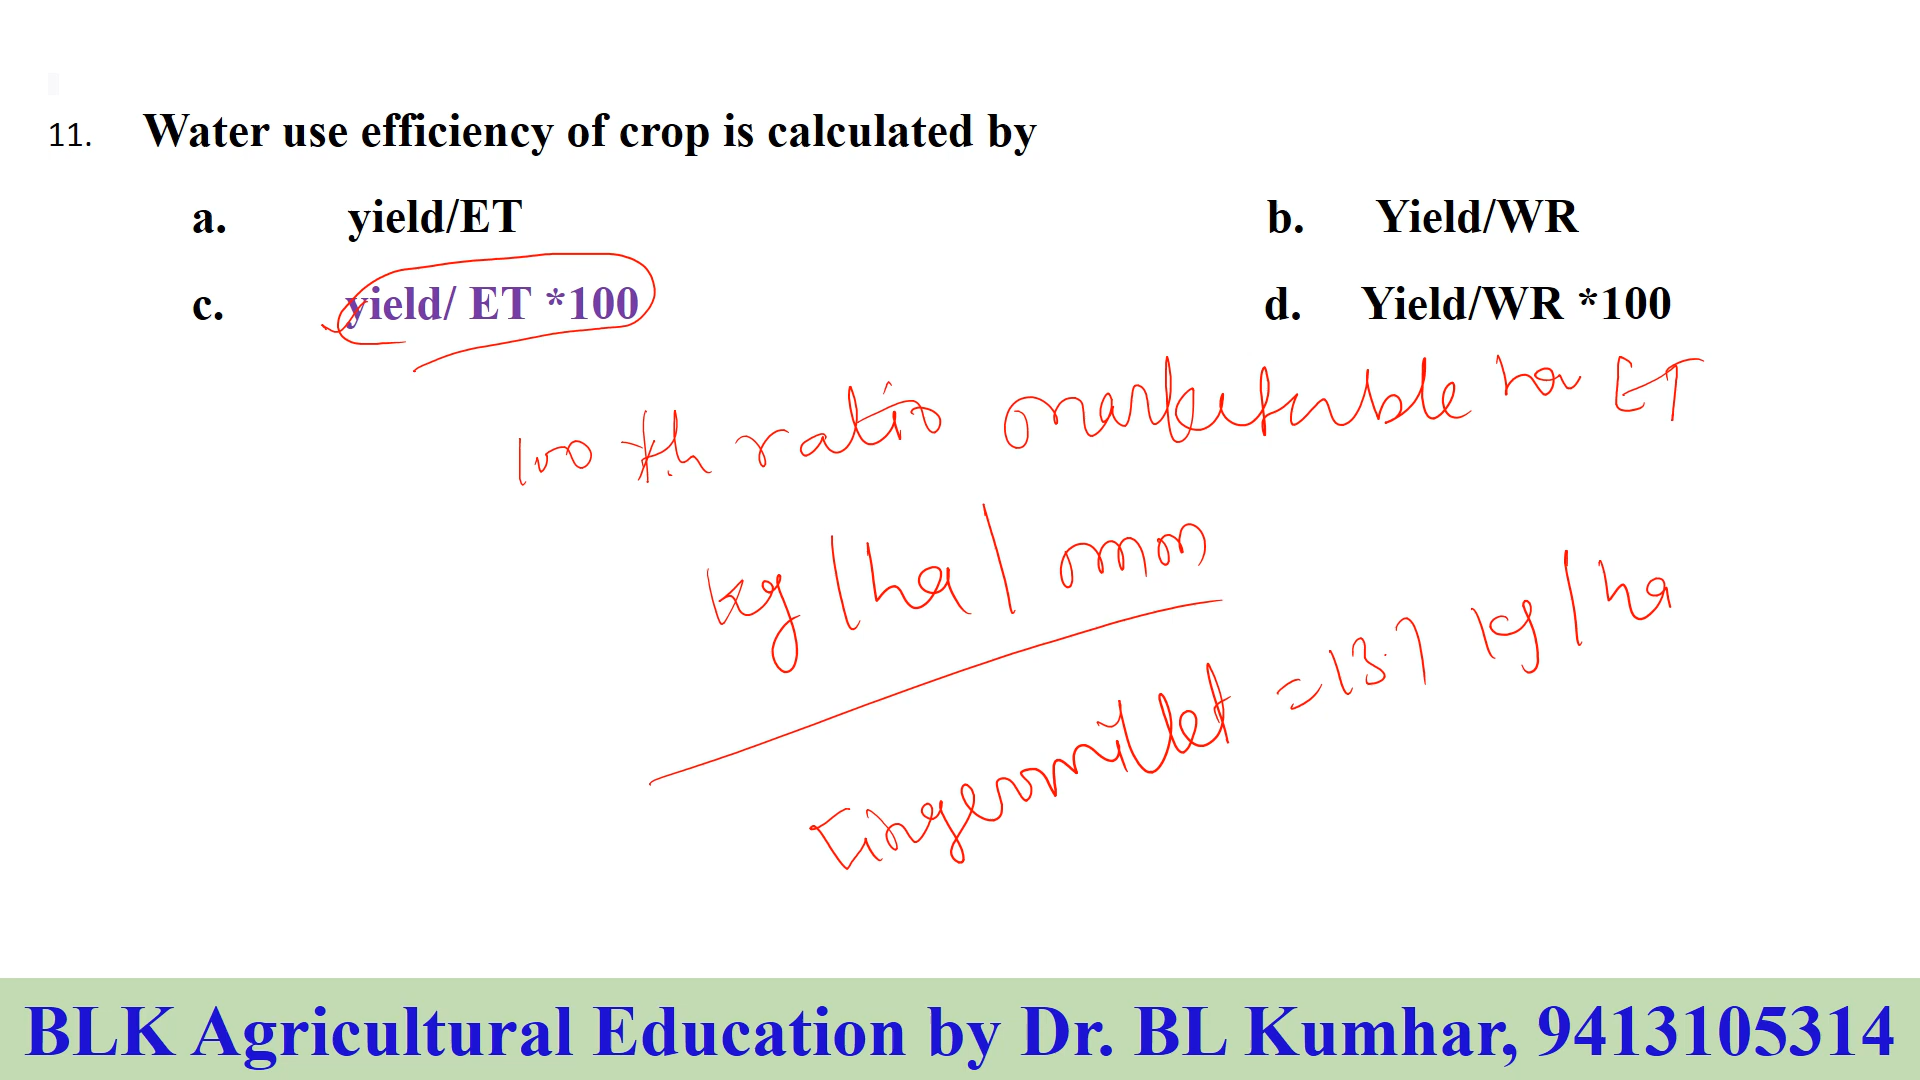 11. Water use efficiency of crop is calculated by
a. yield/ET b. Yield/WR
c. yield/ ET *100 d. Yield/WR *100
100 th ratio marketable ET
kg/ha/mm
Fingermillet = 13.7 kg/ha
BLK Agricultural Education by Dr. BL Kumhar, 9413105314